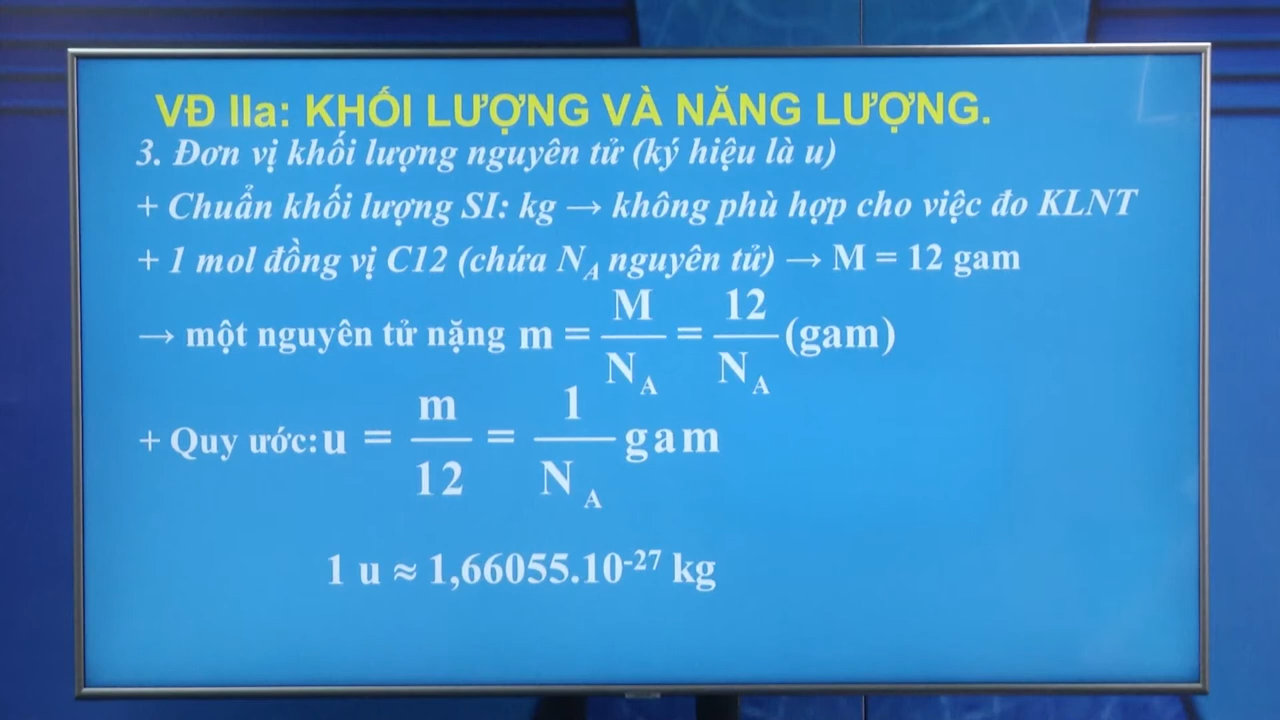 VĐ IIa: KHỐI LƯỢNG VÀ NĂNG LƯỢNG.
3. Đơn vị khối lượng nguyên tử (ký hiệu là u)
+ Chuẩn khối lượng SI: kg → không phù hợp cho việc đo KLNT
+ 1 mol đồng vị C12 (chứa N_A nguyên tử) → M = 12 gam
→ một nguyên tử nặng m = M/N_A = 12/N_A (gam)
+ Quy ước: u = m/12 = 1/N_A gam
1 u ≈ 1,66055.10⁻²⁷ kg